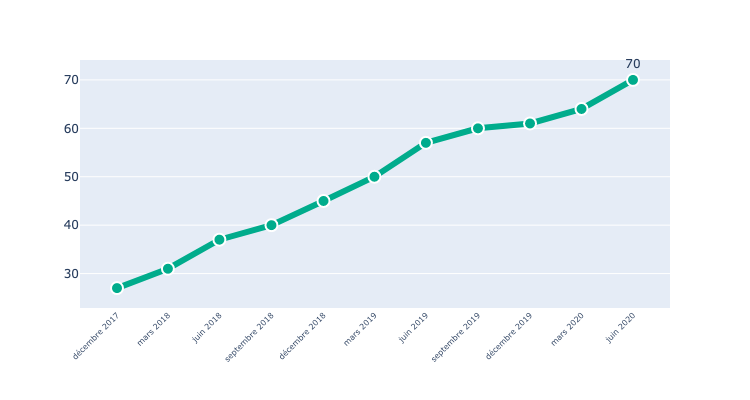 70
70
60
50
40
30
décembre 2017
mars 2018
juin 2018
septembre 2018
décembre 2018
mars 2019
juin 2019
septembre 2019
décembre 2019
mars 2020
juin 2020